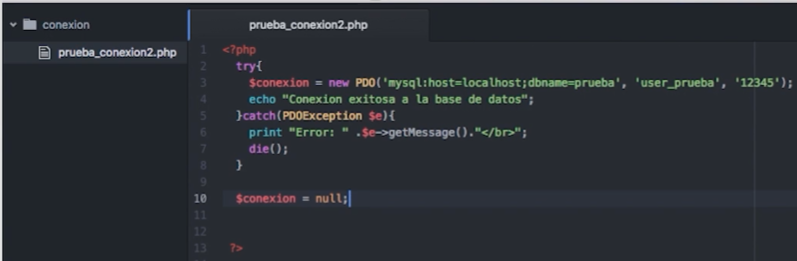 conexion
prueba_conexion2.php
prueba_conexion2.php
1 <?php
2 try{
3 $conexion = new PDO('mysql:host=localhost;dbname=prueba', 'user_prueba', '12345');
4 echo "Conexion exitosa a la base de datos";
5 }catch(PDOException $e){
6 print "Error: " .$e->getMessage()."</br>";
7 die();
8 }
9
10 $conexion = null;
11
12
13 ?>